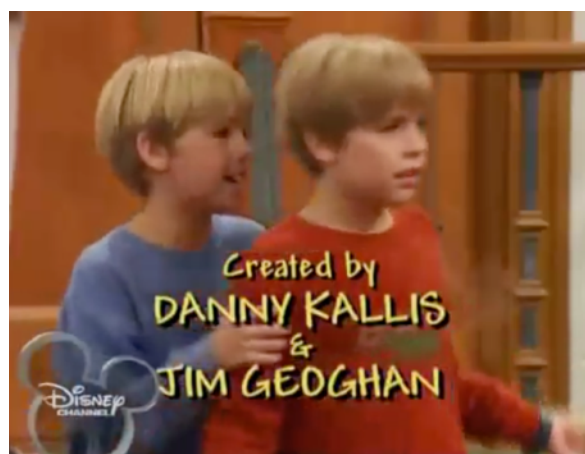 Created by
DANNY KALLIS
&
JIM GEOGHAN
DISNEY
CHANNEL